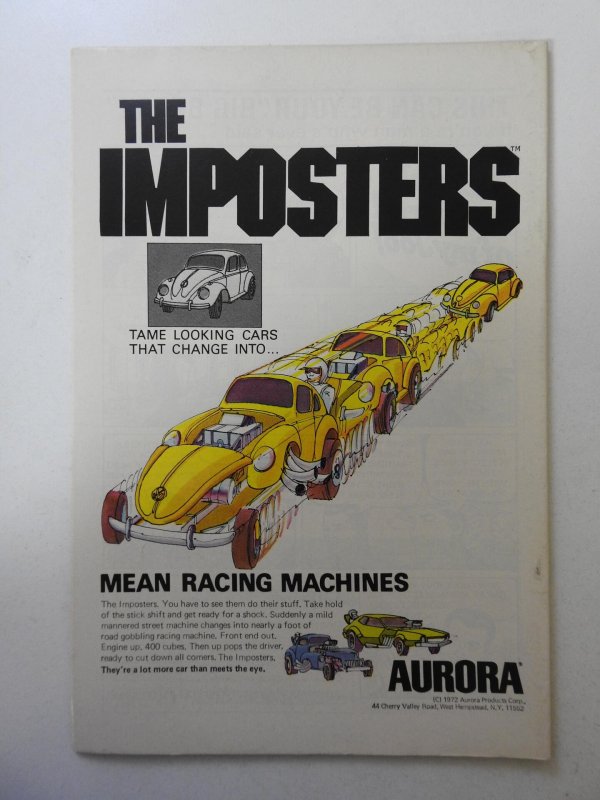 THE
IMPOSTERS™
TAME LOOKING CARS
THAT CHANGE INTO...
MEAN RACING MACHINES
The Imposters. You have to see them do their stuff. Take hold
of the stick shift and get ready for a shock. Suddenly a mild
mannered street machine changes into nearly a foot of
road gobbling racing machine. Front end out.
Engine up. 400 cubes. Then up pops the driver,
ready to cut down all comers. The Imposters.
They're a lot more car than meets the eye.
AURORA®
(C) 1972 Aurora Products Corp.,
44 Cherry Valley Road, West Hempstead, N.Y. 11552